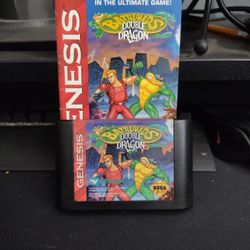 IN THE ULTIMATE GAME!
GENESIS
BATTLETOADS
DOUBLE
DRAGON
GENESIS
BATTLETOADS
DOUBLE
DRAGON
SEGA